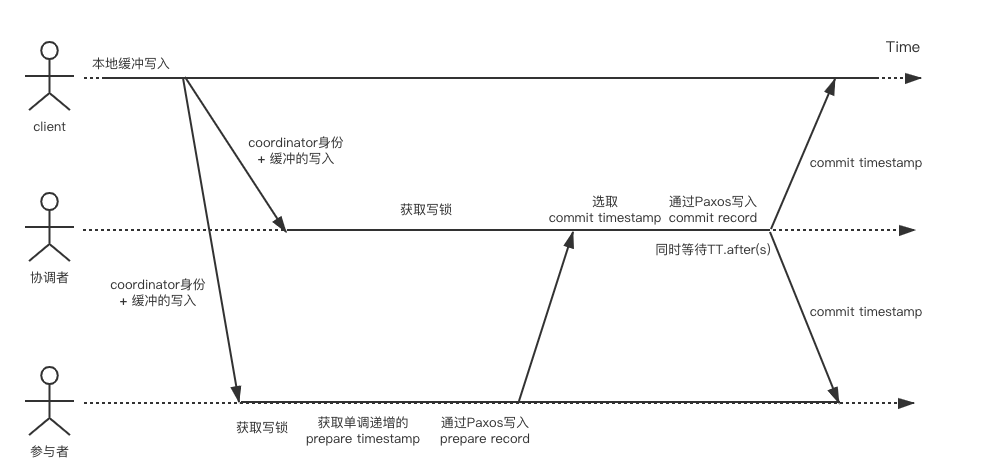 Time
本地缓冲写入
client
coordinator身份
+ 缓冲的写入
commit timestamp
获取写锁
选取
commit timestamp
通过Paxos写入
commit record
同时等待TT.after(s)
协调者
coordinator身份
+ 缓冲的写入
commit timestamp
获取写锁
获取单调递增的
prepare timestamp
通过Paxos写入
prepare record
参与者